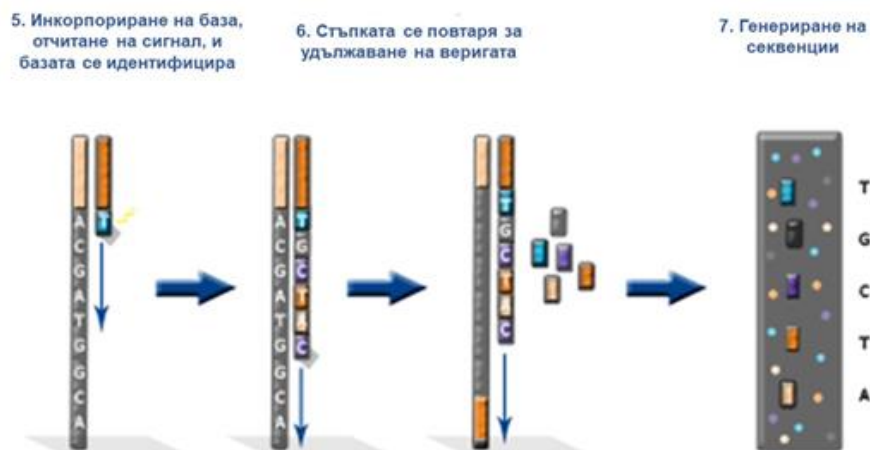 5. Инкорпориране на база,
отчитане на сигнал, и
базата се идентифицира
6. Стъпката се повтаря за
удължаване на веригата
7. Генериране на
секвенции
A
C
G
A
T
G
G
C
A
T
A
C
G
A
T
G
G
C
A
T
G
C
T
A
C
T
G
C
T
A
C
T
G
C
T
A